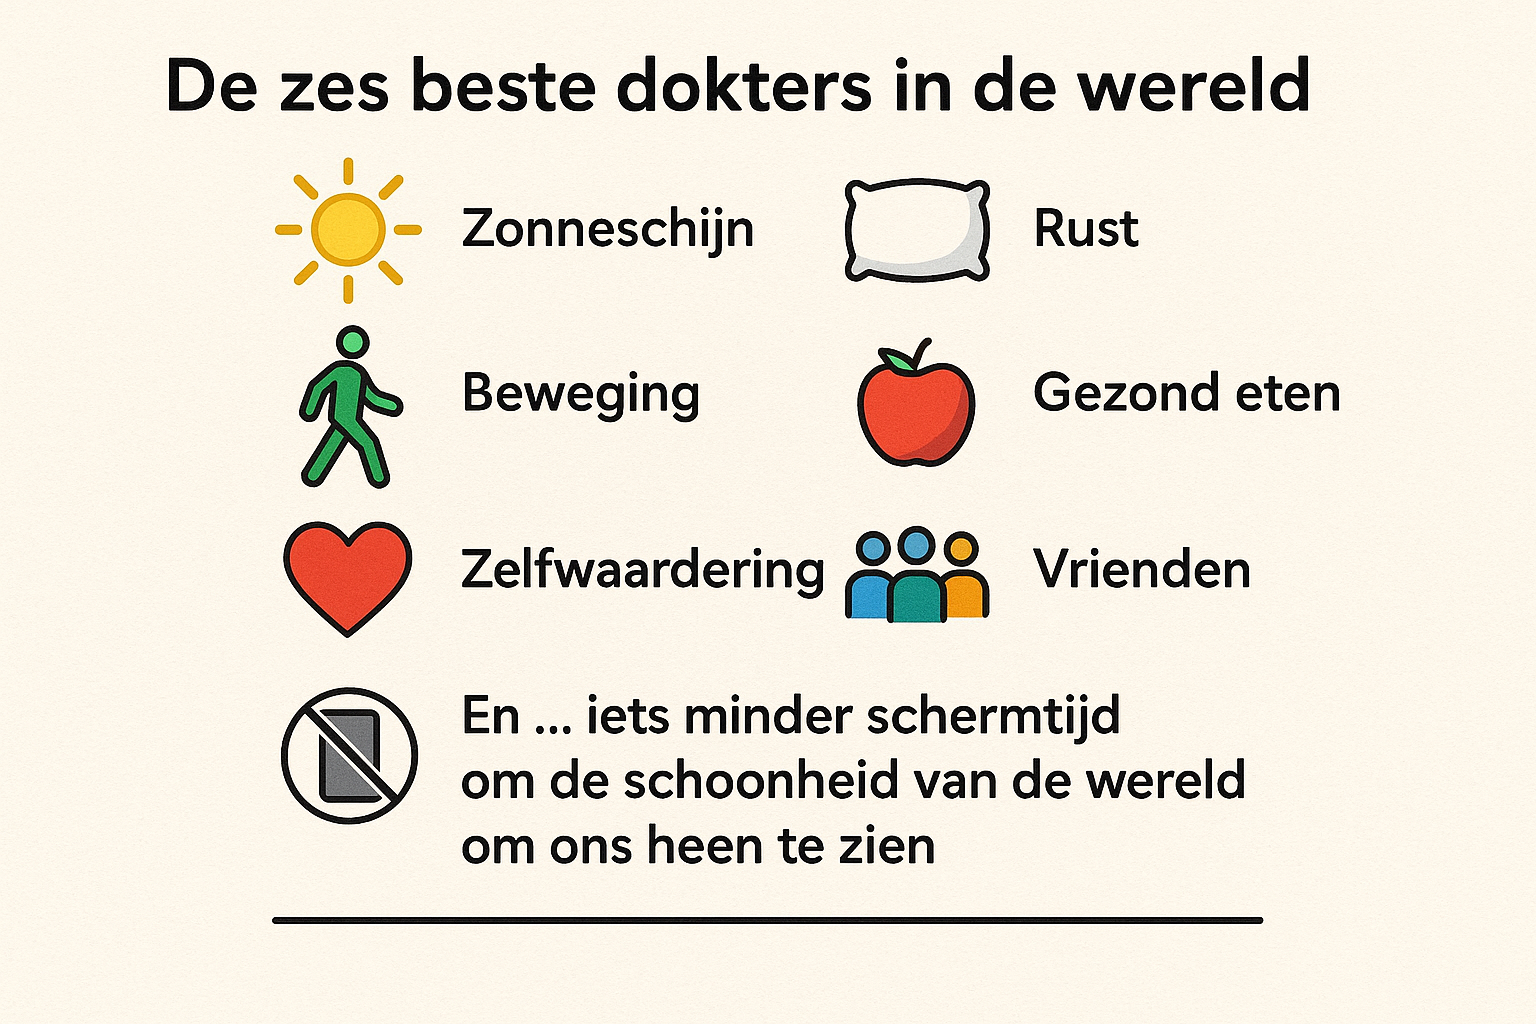 De zes beste dokters in de wereld
Zonneschijn
Rust
Beweging
Gezond eten
Zelfwaardering
Vrienden
En ... iets minder schermtijd
om de schoonheid van de wereld
om ons heen te zien